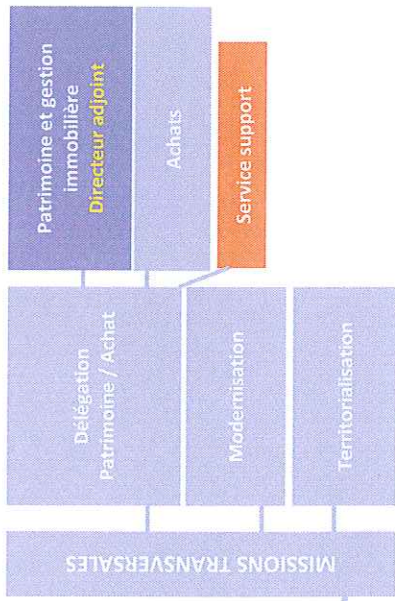 MISSIONS TRANSVERSALES
Délégation
Patrimoine / Achat
Modernisation
Territorialisation
Patrimoine et gestion
immobilière
Directeur adjoint
Achats
Service support